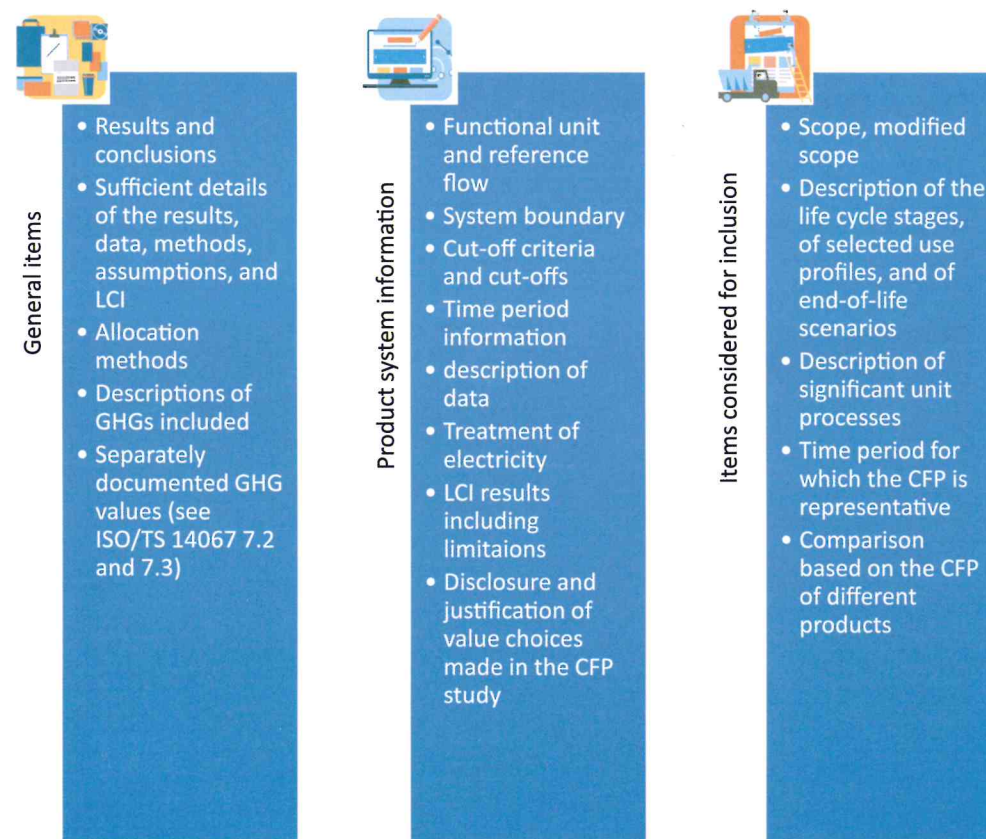 General items
• Results and
conclusions
• Sufficient details
of the results,
data, methods,
assumptions, and
LCI
• Allocation
methods
• Descriptions of
GHGs included
• Separately
documented GHG
values (see
ISO/TS 14067 7.2
and 7.3)
Product system information
• Functional unit
and reference
flow
• System boundary
• Cut-off criteria
and cut-offs
• Time period
information
• description of
data
• Treatment of
electricity
• LCI results
including
limitaions
• Disclosure and
justification of
value choices
made in the CFP
study
Items considered for inclusion
• Scope, modified
scope
• Description of the
life cycle stages,
of selected use
profiles, and of
end-of-life
scenarios
• Description of
significant unit
processes
• Time period for
which the CFP is
representative
• Comparison
based on the CFP
of different
products